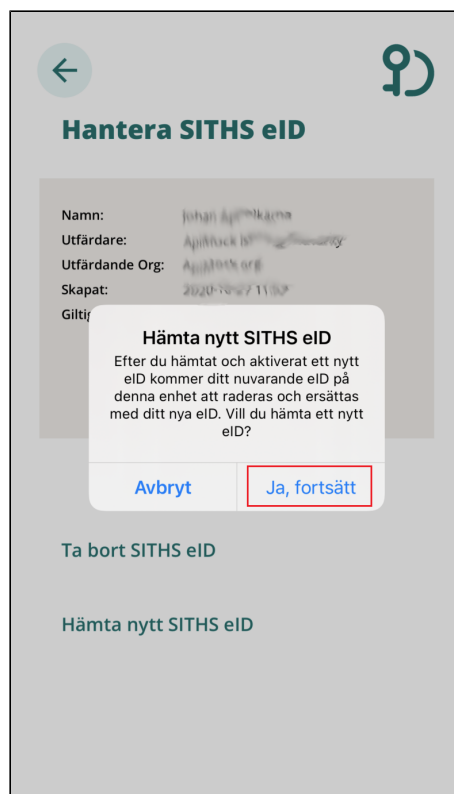 Hantera SITHS eID
Namn:
Utfärdare:
Utfärdande Org:
Skapat:
Hämta nytt SITHS eID
Efter du hämtat och aktiverat ett nytt
eID kommer ditt nuvarande eID på
denna enhet att raderas och ersättas
med ditt nya eID. Vill du hämta ett nytt
eID?
Avbryt Ja, fortsätt
Ta bort SITHS eID
Hämta nytt SITHS eID